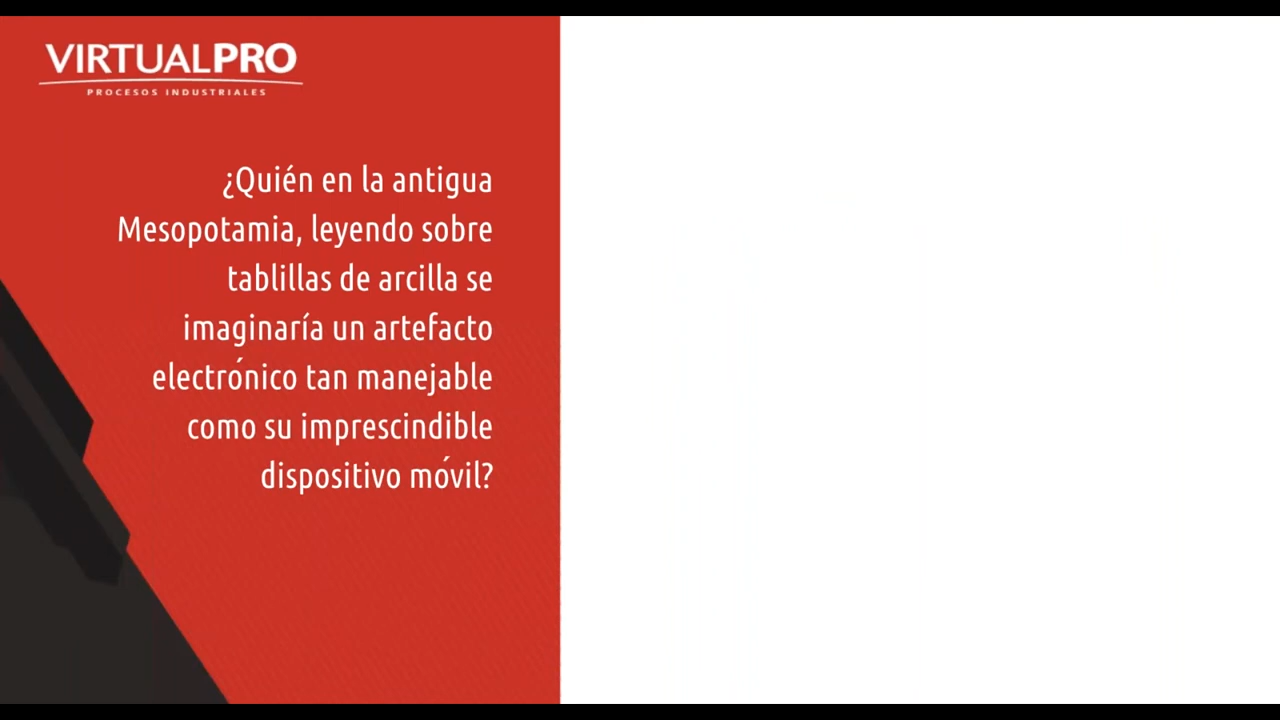 VIRTUALPRO
PROCESOS INDUSTRIALES
¿Quién en la antigua
Mesopotamia, leyendo sobre
tablillas de arcilla se
imaginaría un artefacto
electrónico tan manejable
como su imprescindible
dispositivo móvil?